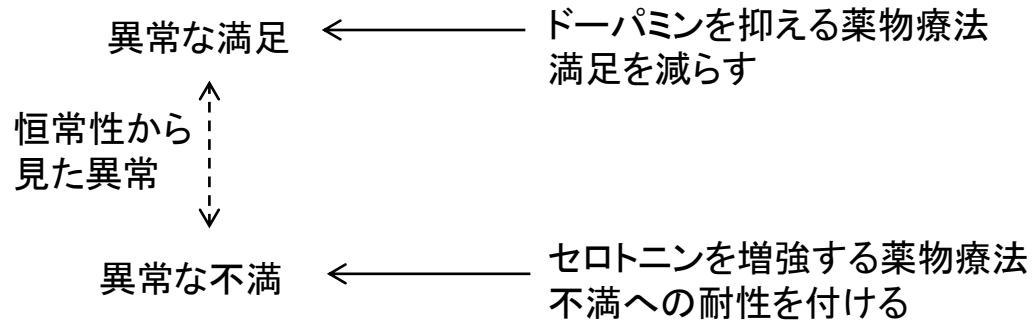 異常な満足
ドーパミンを抑える薬物療法
満足を減らす
恒常性から
見た異常
異常な不満
セロトニンを増強する薬物療法
不満への耐性を付ける